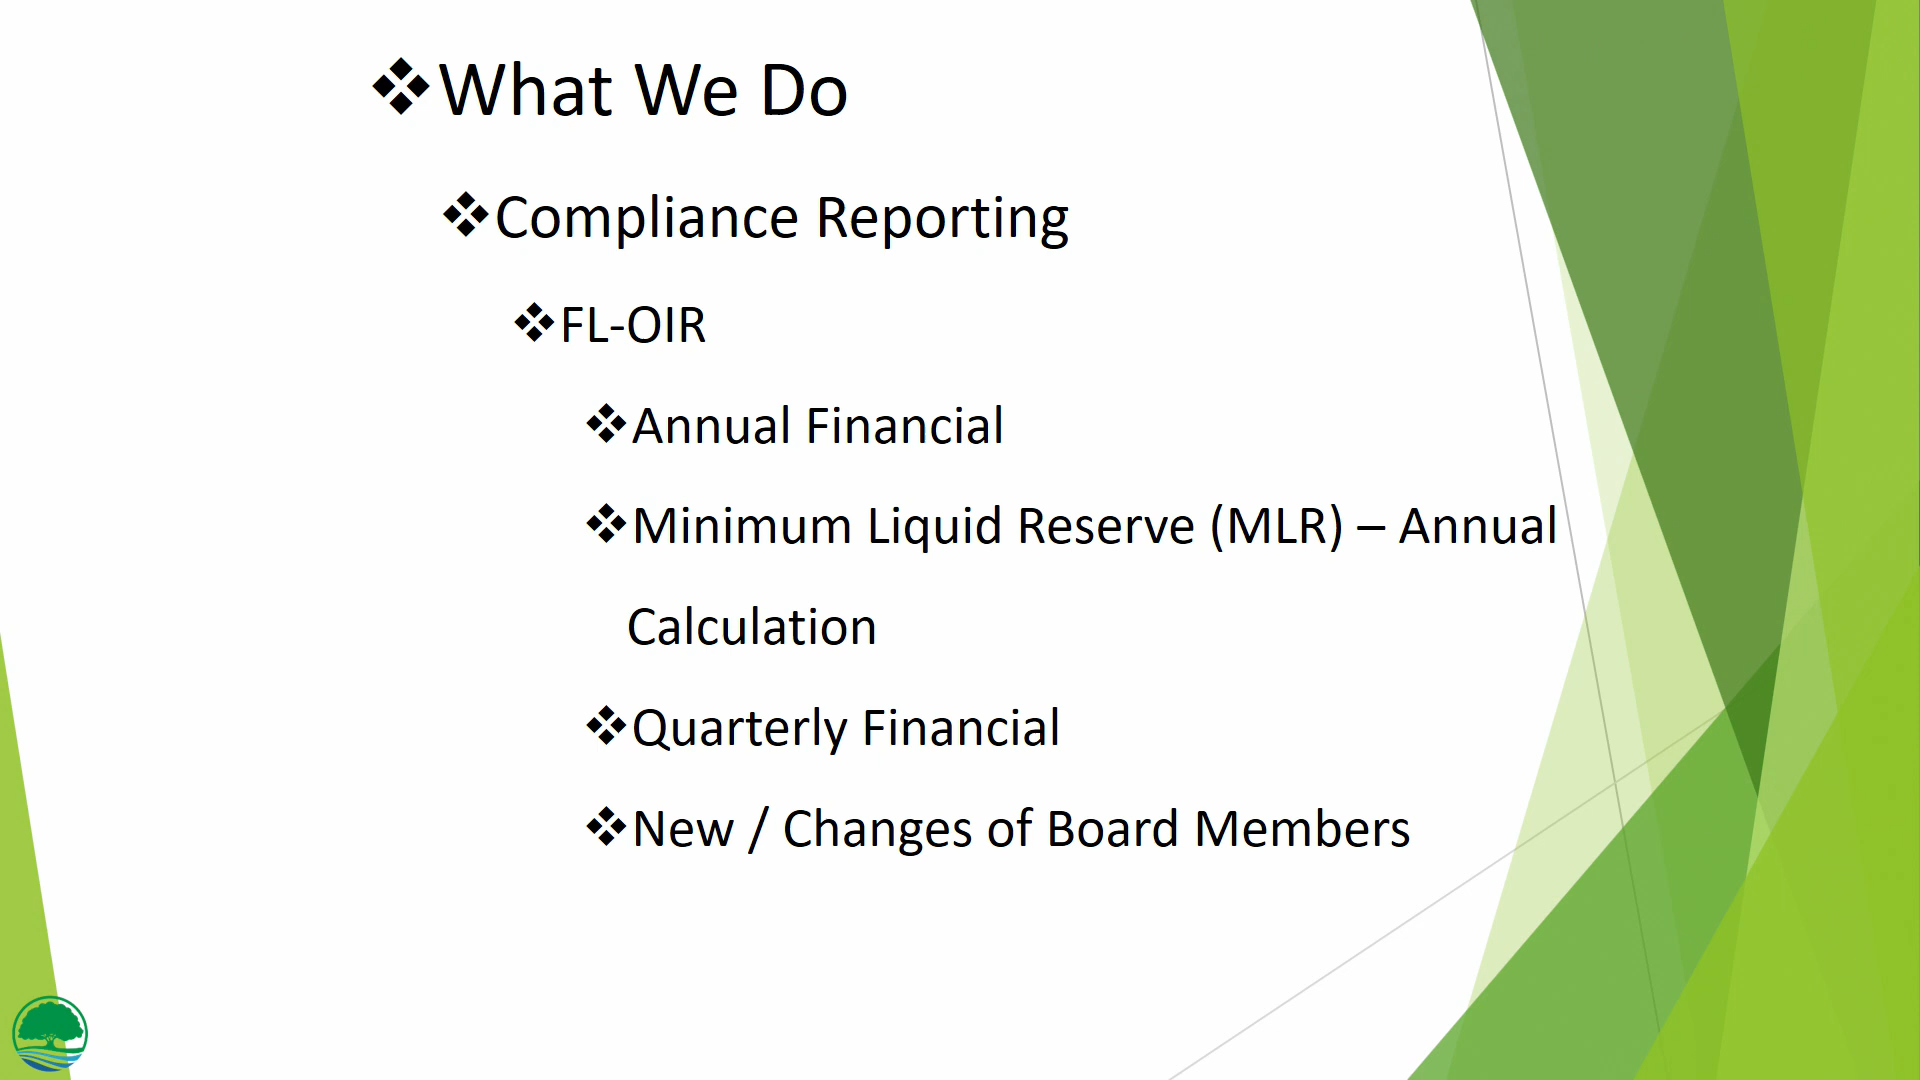 ❖What We Do
❖Compliance Reporting
❖FL-OIR
❖Annual Financial
❖Minimum Liquid Reserve (MLR) – Annual
Calculation
❖Quarterly Financial
❖New / Changes of Board Members